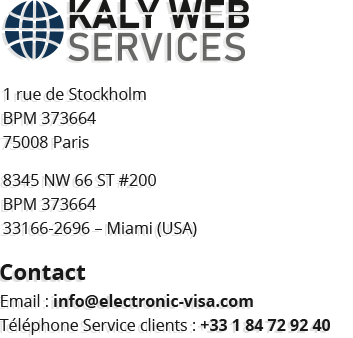 KALY WEB
SERVICES
1 rue de Stockholm
BPM 373664
75008 Paris
8345 NW 66 ST #200
BPM 373664
33166-2696 – Miami (USA)
Contact
Email : info@electronic-visa.com
Téléphone Service clients : +33 1 84 72 92 40